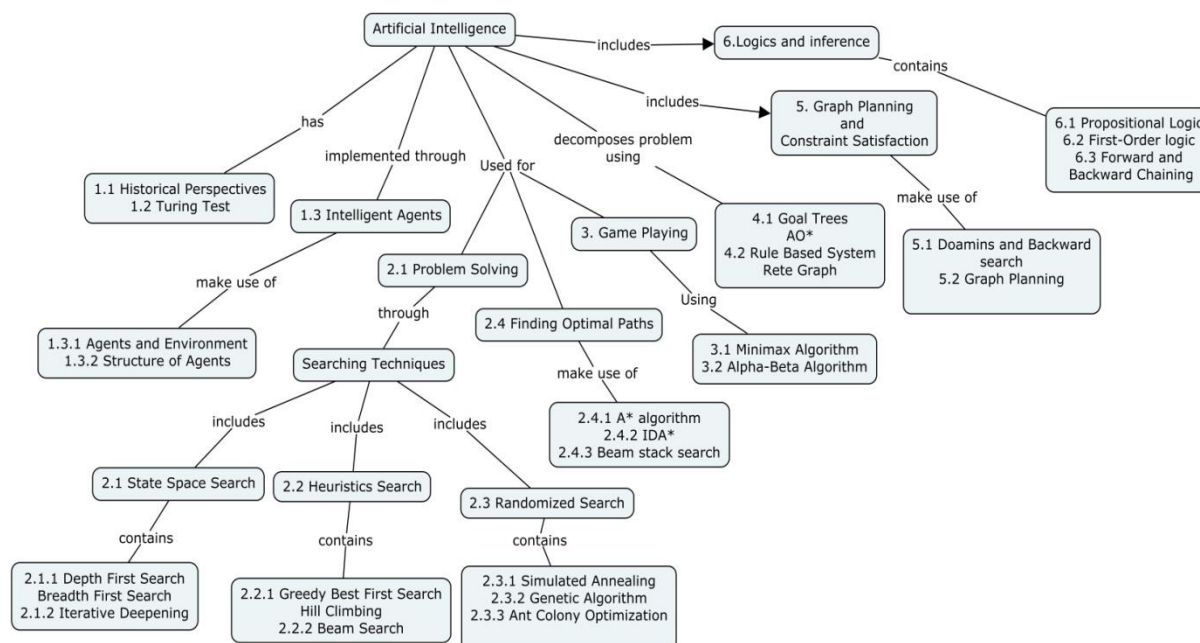 Artificial Intelligence
includes
6.Logics and inference
contains
6.1 Propositional Logic
6.2 First-Order logic
6.3 Forward and
Backward Chaining
includes
5. Graph Planning
and
Constraint Satisfaction
make use of
5.1 Doamins and Backward
search
5.2 Graph Planning
has
1.1 Historical Perspectives
1.2 Turing Test
implemented through
1.3 Intelligent Agents
make use of
1.3.1 Agents and Environment
1.3.2 Structure of Agents
Used for
2.1 Problem Solving
through
Searching Techniques
includes
2.1 State Space Search
contains
2.1.1 Depth First Search
Breadth First Search
2.1.2 Iterative Deepening
includes
2.2 Heuristics Search
contains
2.2.1 Greedy Best First Search
Hill Climbing
2.2.2 Beam Search
includes
2.3 Randomized Search
contains
2.3.1 Simulated Annealing
2.3.2 Genetic Algorithm
2.3.3 Ant Colony Optimization
2.4 Finding Optimal Paths
make use of
2.4.1 A* algorithm
2.4.2 IDA*
2.4.3 Beam stack search
3. Game Playing
Using
3.1 Minimax Algorithm
3.2 Alpha-Beta Algorithm
decomposes problem
using
4.1 Goal Trees
AO*
4.2 Rule Based System
Rete Graph